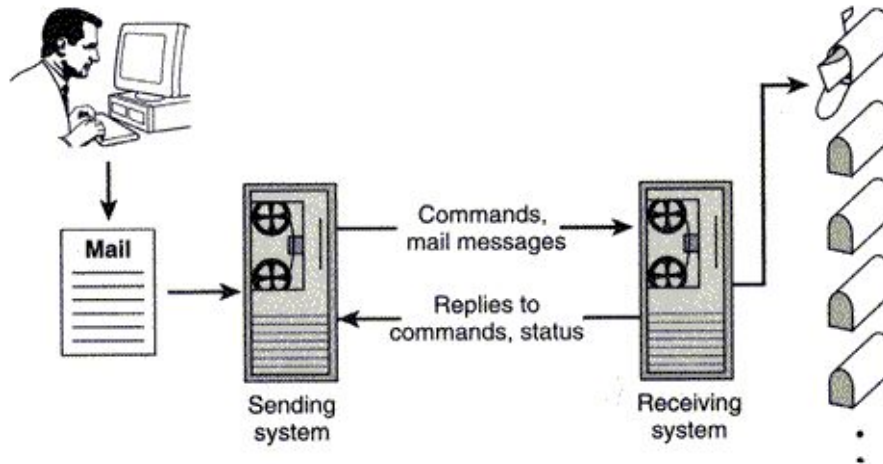 Mail
Commands,
mail messages
Replies to
commands, status
Sending
system
Receiving
system